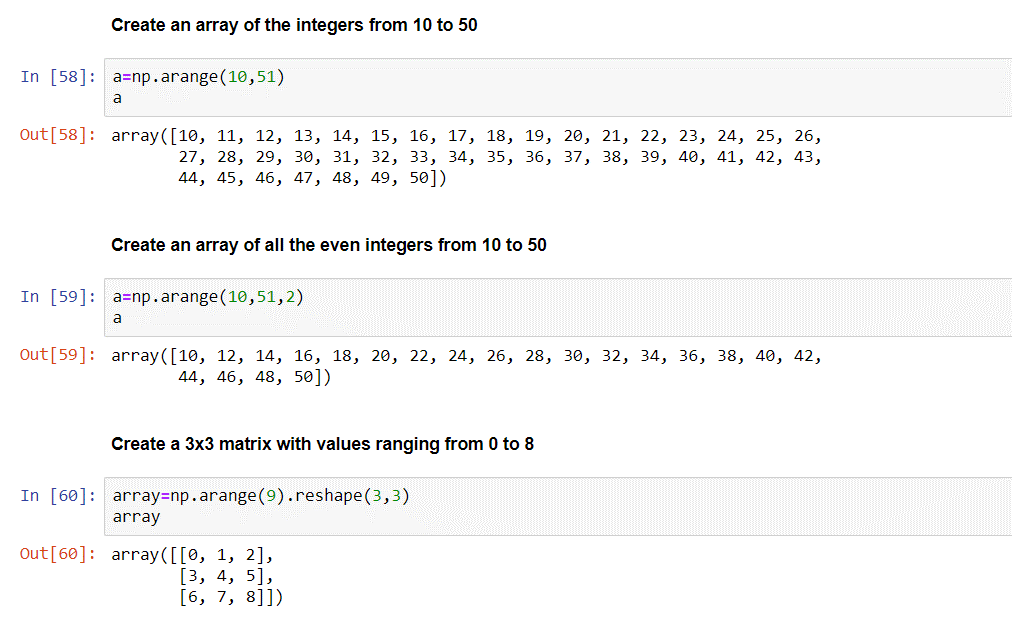 Create an array of the integers from 10 to 50
In [58]: a=np.arange(10,51)
a
Out[58]: array([10, 11, 12, 13, 14, 15, 16, 17, 18, 19, 20, 21, 22, 23, 24, 25, 26,
27, 28, 29, 30, 31, 32, 33, 34, 35, 36, 37, 38, 39, 40, 41, 42, 43,
44, 45, 46, 47, 48, 49, 50])
Create an array of all the even integers from 10 to 50
In [59]: a=np.arange(10,51,2)
a
Out[59]: array([10, 12, 14, 16, 18, 20, 22, 24, 26, 28, 30, 32, 34, 36, 38, 40, 42,
44, 46, 48, 50])
Create a 3x3 matrix with values ranging from 0 to 8
In [60]: array=np.arange(9).reshape(3,3)
array
Out[60]: array([[0, 1, 2],
[3, 4, 5],
[6, 7, 8]])